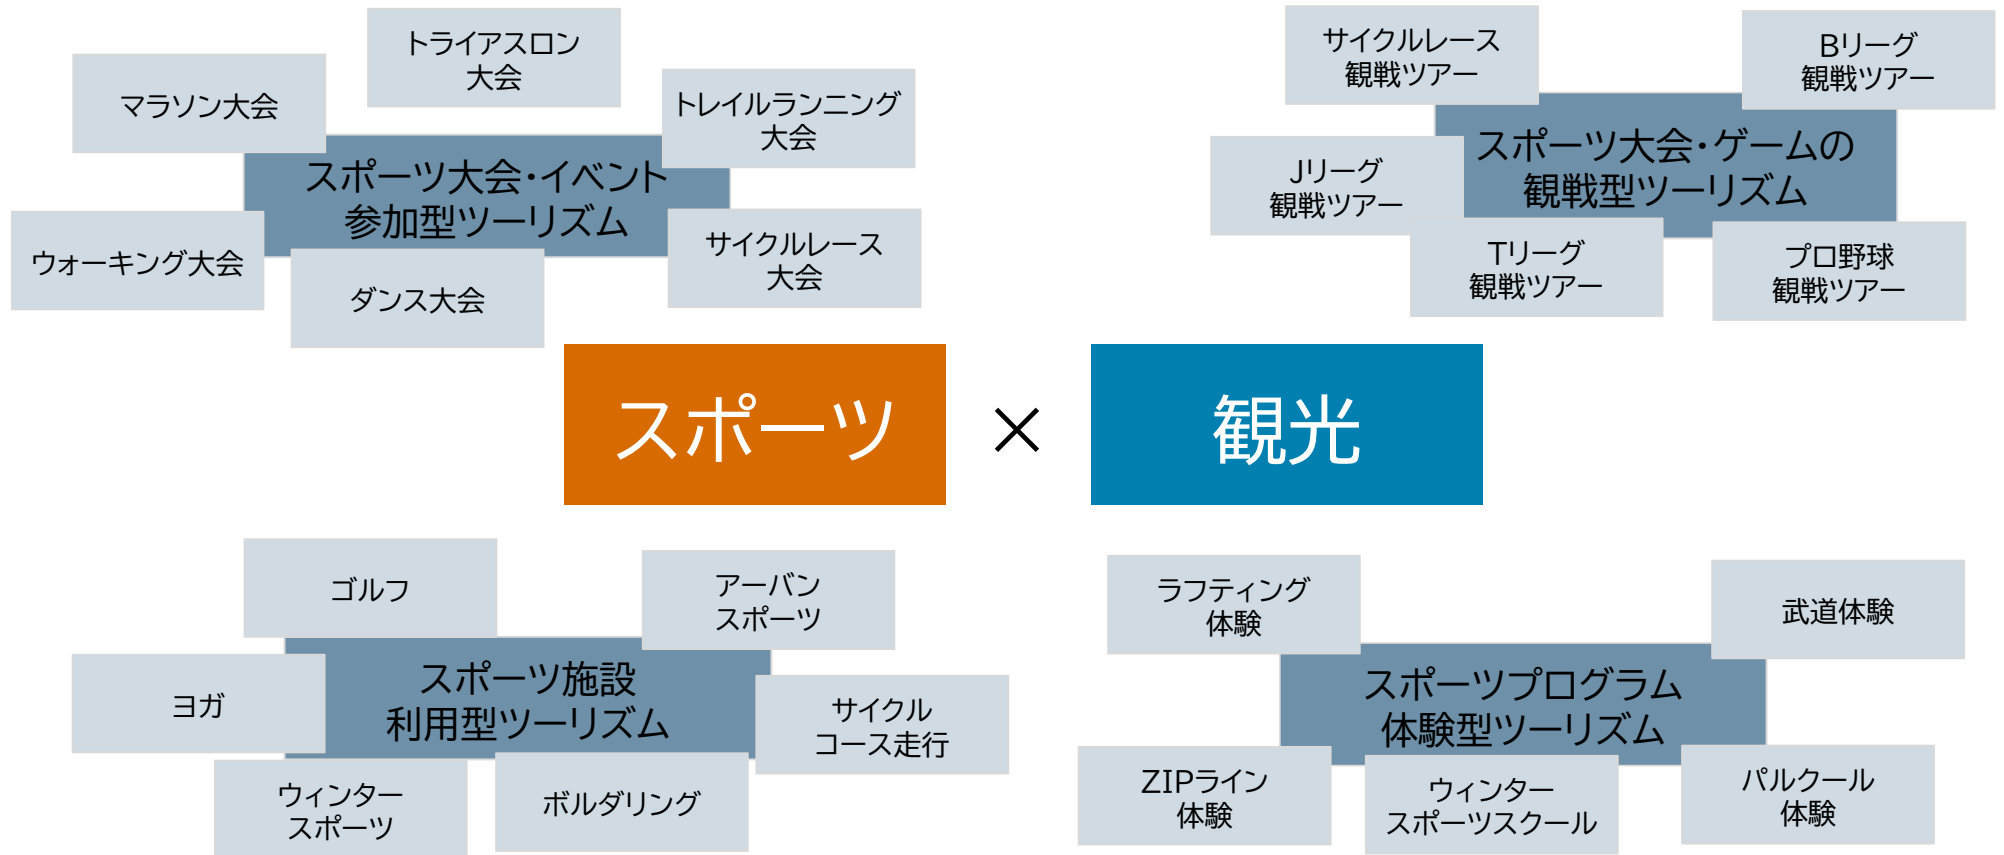 トライアスロン
大会
マラソン大会
トレイルランニング
大会
スポーツ大会・イベント
参加型ツーリズム
ウォーキング大会
ダンス大会
サイクルレース
大会
サイクルレース
観戦ツアー
Bリーグ
観戦ツアー
スポーツ大会・ゲームの
観戦型ツーリズム
Jリーグ
観戦ツアー
Tリーグ
観戦ツアー
プロ野球
観戦ツアー
スポーツ
×
観光
ゴルフ
アーバン
スポーツ
スポーツ施設
利用型ツーリズム
ヨガ
サイクル
コース走行
ウィンター
スポーツ
ボルダリング
ラフティング
体験
武道体験
スポーツプログラム
体験型ツーリズム
ZIPライン
体験
ウィンター
スポーツスクール
パルクール
体験